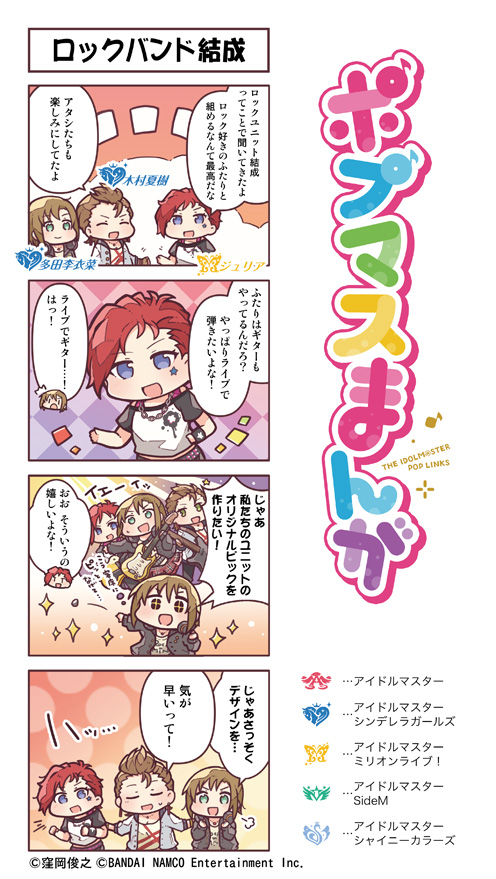 ロックバンド結成
ポプマスまんが
THE IDOLM@STER
POP LINKS
ロックユニット結成
ってことで聞いてきたよ
ロック好きのふたりと
組めるなんて最高だな
アタシたちも
楽しみにしてたよ
木村夏樹
多田李衣菜
ジュリア
ふたりはギターも
やってるんだろ？
やっぱりライブで
弾きたいよな！
ライブでギター…！
はっ！
じゃあ
私たちのユニットの
オリジナルピックを
作りたい！
イェーイッ
おお そういうの
嬉しいよな！
じゃあさっそく
デザインを…
気が
早いって！
ハッ…
…アイドルマスター
…アイドルマスター
シンデレラガールズ
…アイドルマスター
ミリオンライブ！
…アイドルマスター
SideM
…アイドルマスター
シャイニーカラーズ
©窪岡俊之 ©BANDAI NAMCO Entertainment Inc.